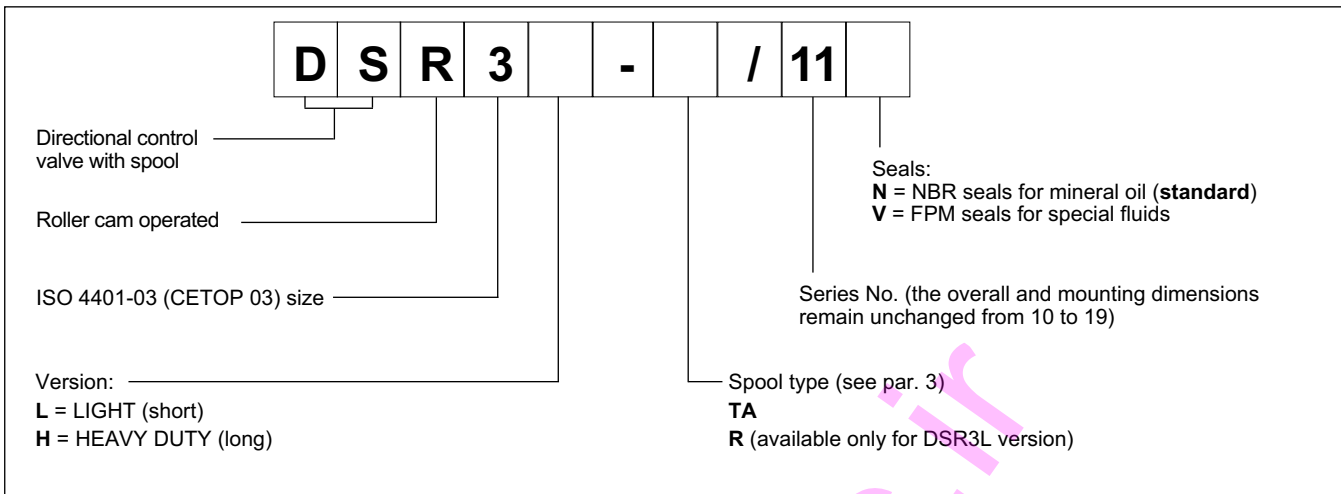 D S R 3 - / 11
Directional control
valve with spool
Roller cam operated
ISO 4401-03 (CETOP 03) size
Version:
L = LIGHT (short)
H = HEAVY DUTY (long)
Seals:
N = NBR seals for mineral oil (standard)
V = FPM seals for special fluids
Series No. (the overall and mounting dimensions
remain unchanged from 10 to 19)
Spool type (see par. 3)
TA
R (available only for DSR3L version)